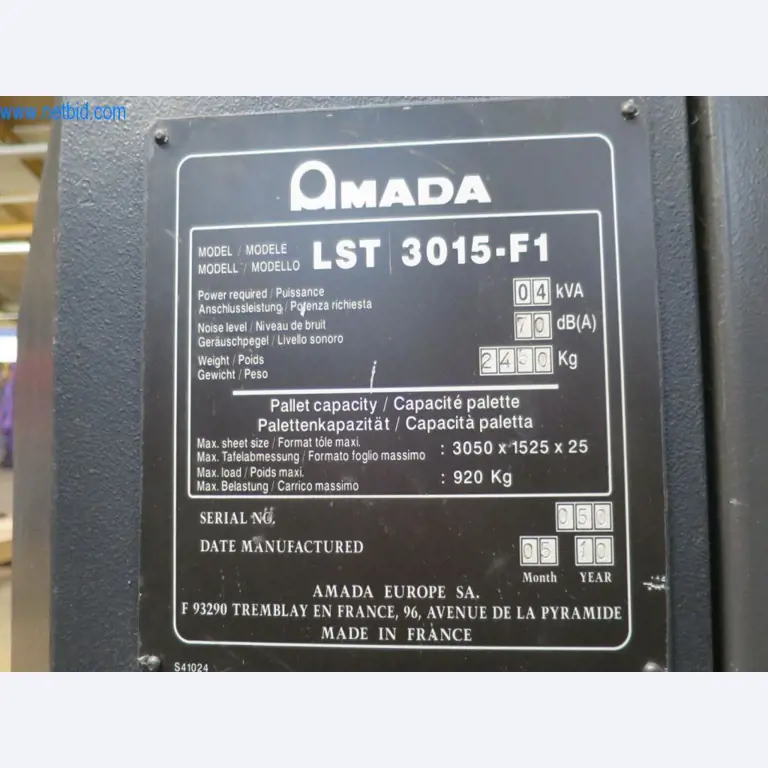 www.netbid.com
AMADA
MODEL / MODELE
MODELL / MODELLO
LST 3015-F1
Power required / Puissance
Anschlussleistung / Potenza richiesta
04 kVA
Noise level / Niveau de bruit
Geräuschpegel / Livello sonoro
70 dB(A)
Weight / Poids
Gewicht / Peso
Kg
Pallet capacity / Capacité palette
Palettenkapazität / Capacità paletta
Max. sheet size / Format tóle maxi.
Max. Tafelabmessung / Formato foglio massimo
: 3050 x 1525 x 25
Max. load / Poids maxi.
Max. Belastung / Carrico massimo
: 920 Kg
SERIAL NO.
050
DATE MANUFACTURED
05 10
Month YEAR
AMADA EUROPE SA.
F 93290 TREMBLAY EN FRANCE, 96, AVENUE DE LA PYRAMIDE
MADE IN FRANCE
S41024